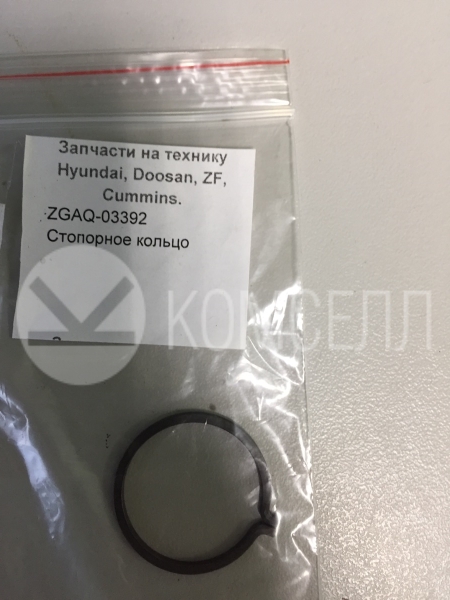 Запчасти на технику
Hyundai, Doosan, ZF,
Cummins.
ZGAQ-03392
Стопорное кольцо
КОМСЕЛЛ